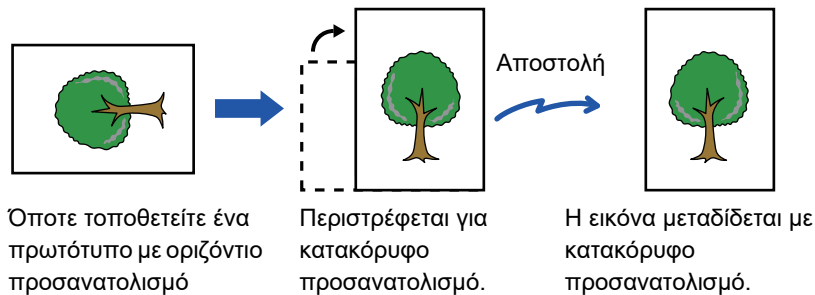 Αποστολή
Όποτε τοποθετείτε ένα
πρωτότυπο με οριζόντιο
προσανατολισμό
Περιστρέφεται για
κατακόρυφο
προσανατολισμό.
Η εικόνα μεταδίδεται με
κατακόρυφο
προσανατολισμό.